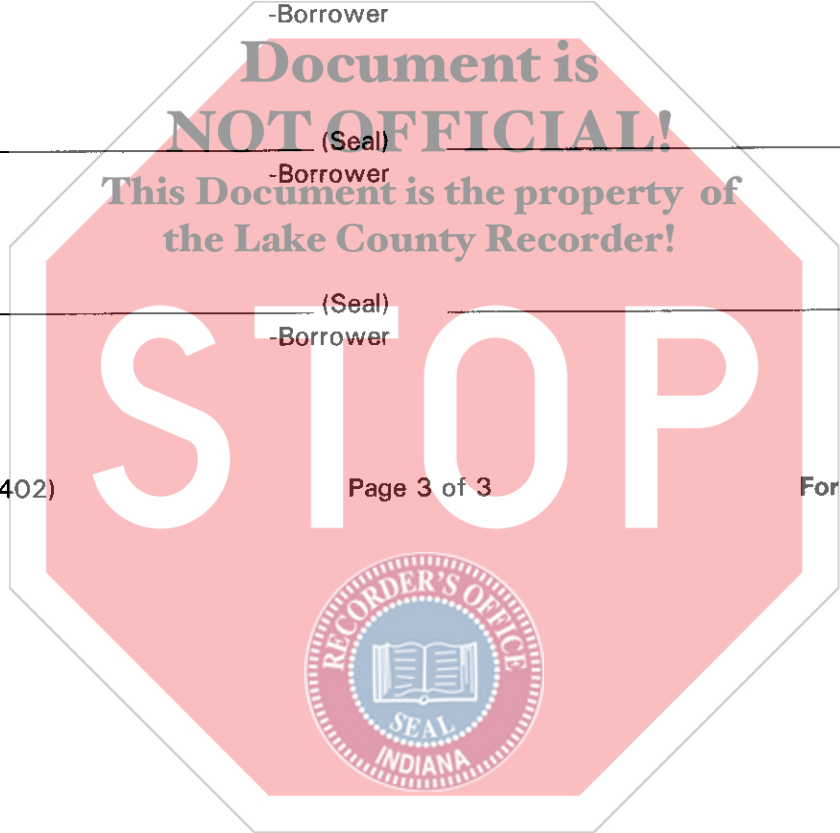 -Borrower
Document is
NOT OFFICIAL!
(Seal)
-Borrower
This Document is the property of
the Lake County Recorder!
(Seal)
-Borrower
STOP
402)
Page 3 of 3
For
RECORDER'S OFFICE
SEAL
INDIANA